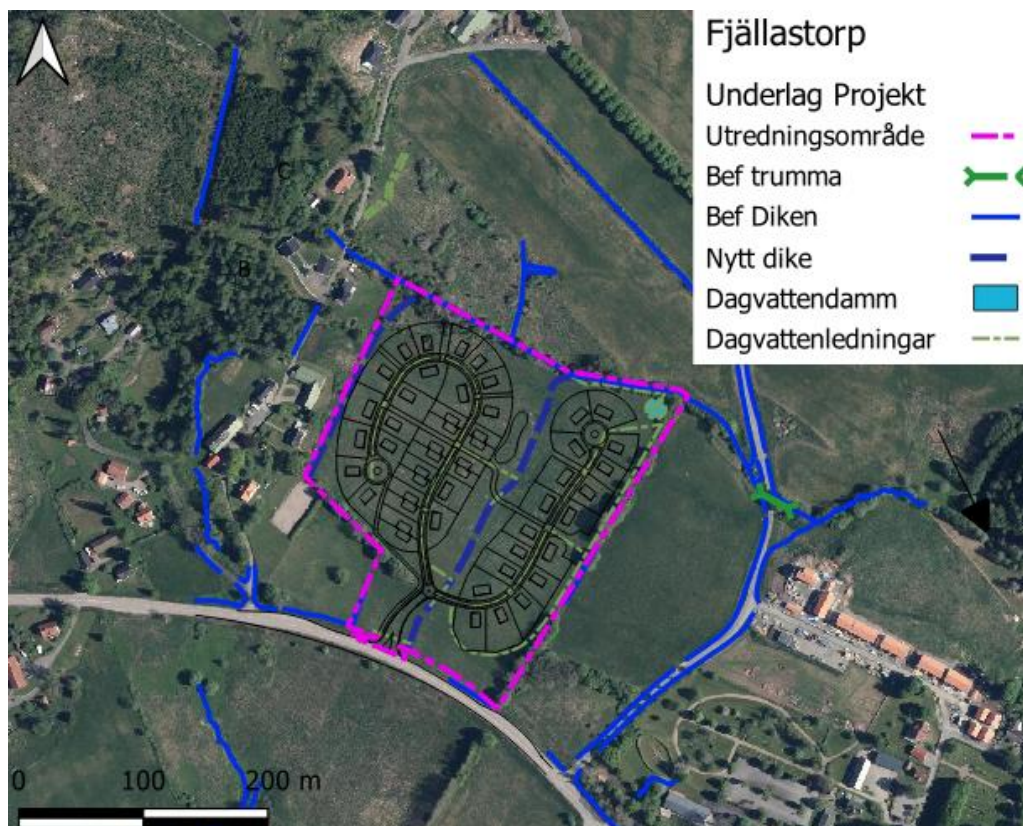 Fjällastorp
Underlag Projekt
Utredningsområde
Bef trumma
Bef Diken
Nytt dike
Dagvattendamm
Dagvattenledningar
C
B
A
0 100 200 m